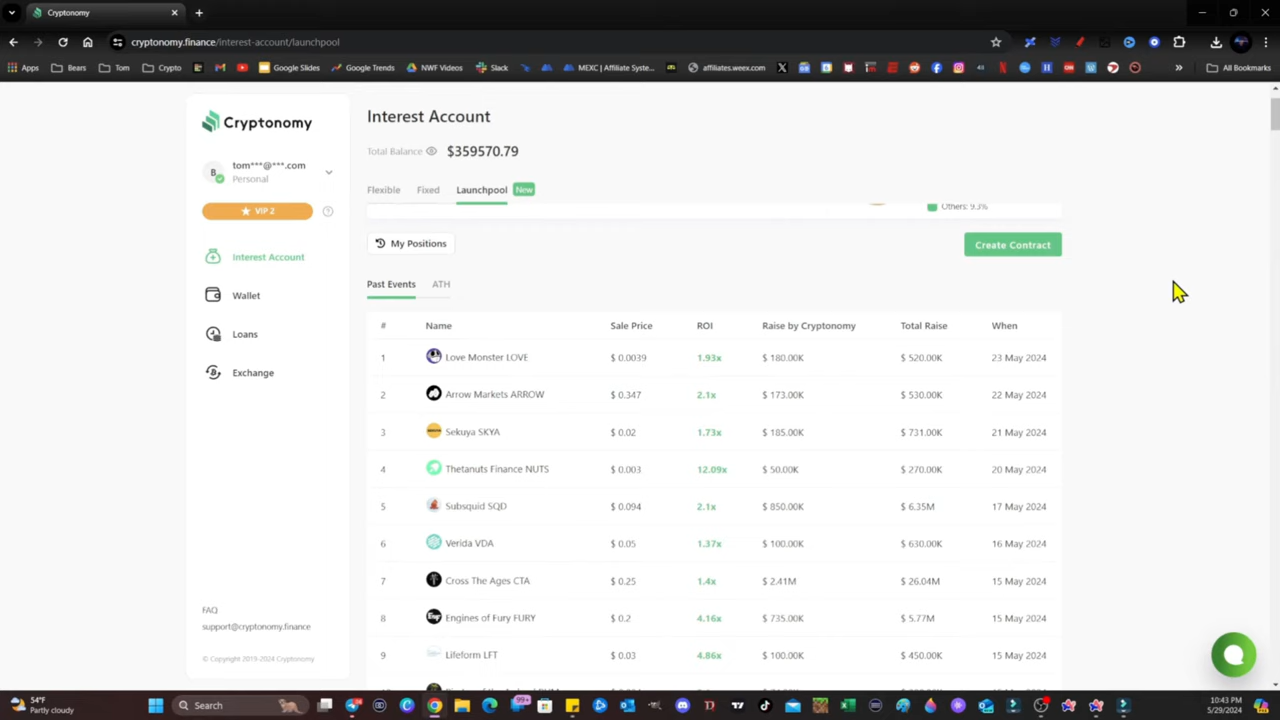 Cryptonomy
cryptonomy.finance/interest-account/launchpool
Apps
Bears
Tom
Crypto
Google Slides
Google Trends
NWF Videos
Slack
MEXC | Affiliate Syste...
affiliates.weex.com
All Bookmarks
Cryptonomy
tom***@***.com
Personal
VIP 2
Interest Account
Wallet
Loans
Exchange
FAQ
support@cryptonomy.finance
© Copyright 2019-2024 Cryptonomy
Interest Account
Total Balance $359570.79
Flexible Fixed Launchpool New
Others: 9.3%
My Positions Create Contract
Past Events ATH
# Name Sale Price ROI Raise by Cryptonomy Total Raise When
1 Love Monster LOVE $ 0.0039 1.93x $ 180.00K $ 520.00K 23 May 2024
2 Arrow Markets ARROW $ 0.347 2.1x $ 173.00K $ 530.00K 22 May 2024
3 Sekuya SKYA $ 0.02 1.73x $ 185.00K $ 731.00K 21 May 2024
4 Thetanuts Finance NUTS $ 0.003 12.09x $ 50.00K $ 270.00K 20 May 2024
5 Subsquid SQD $ 0.094 2.1x $ 850.00K $ 6.35M 17 May 2024
6 Verida VDA $ 0.05 1.37x $ 100.00K $ 630.00K 16 May 2024
7 Cross The Ages CTA $ 0.25 1.4x $ 2.41M $ 26.04M 15 May 2024
8 Engines of Fury FURY $ 0.2 4.16x $ 735.00K $ 5.77M 15 May 2024
9 Lifeform LFT $ 0.03 4.86x $ 100.00K $ 450.00K 15 May 2024
54°F
Partly cloudy
Search
99+
10:43 PM
5/29/2024